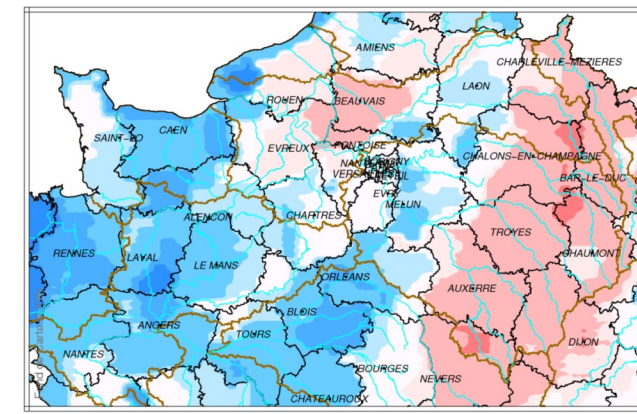 AMIENS
CHARLEVILLE-MEZIERES
LAON
ROUEN
BEAUVAIS
SAINT-LO
CAEN
EVREUX
PONTOISE
CHALONS-EN-CHAMPAGNE
BAR-LE-DUC
EVRY
MELUN
ALENCON
CHARTRES
TROYES
RENNES
LAVAL
LE MANS
CHAUMONT
ORLEANS
AUXERRE
BLOIS
ANGERS
TOURS
NANTES
DIJON
BOURGES
NEVERS
CHATEAUROUX